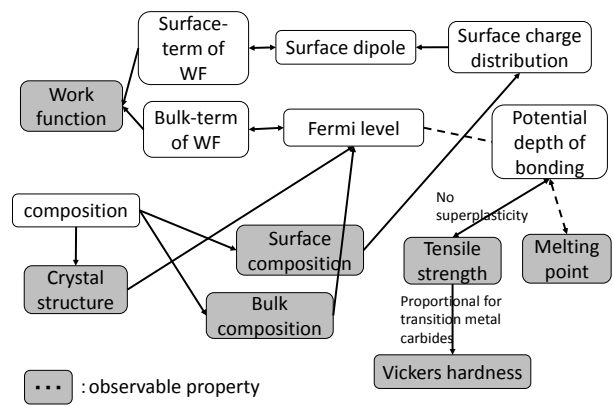 Surface-
term of
WF
Surface dipole
Surface charge
distribution
Work
function
Bulk-term
of WF
Fermi level
Potential
depth of
bonding
composition
No
superplasticity
Surface
composition
Tensile
strength
Melting
point
Crystal
structure
Bulk
composition
Proportional for
transition metal
carbides
Vickers hardness
... : observable property